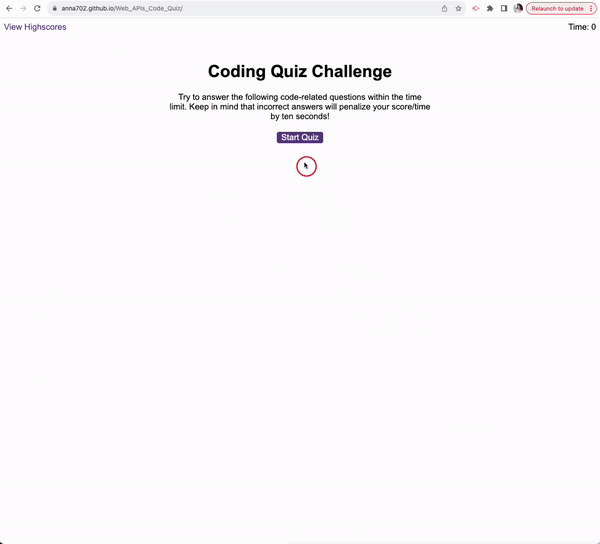 anna702.github.io/Web_APIs_Code_Quiz/
Relaunch to update
View Highscores
Time: 0
Coding Quiz Challenge
Try to answer the following code-related questions within the time
limit. Keep in mind that incorrect answers will penalize your score/time
by ten seconds!
Start Quiz